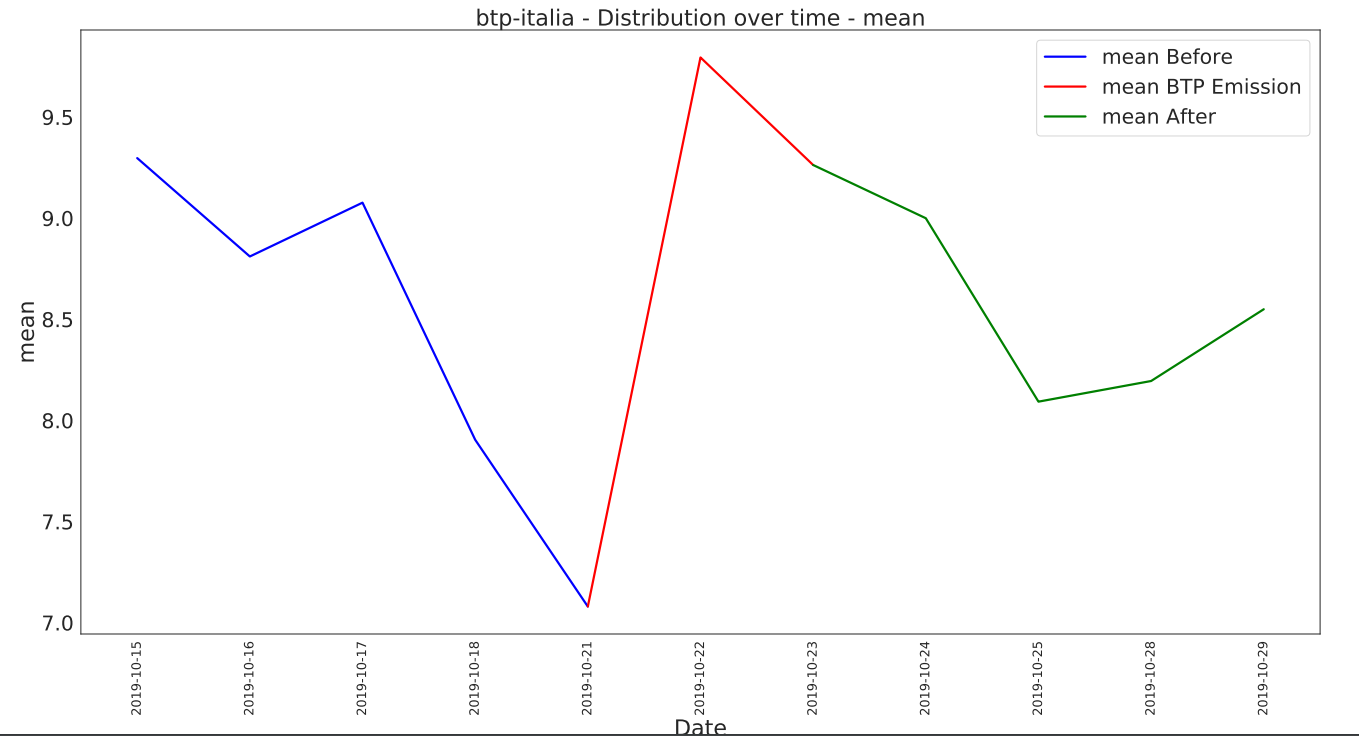 btp-italia - Distribution over time - mean
mean Before
mean BTP Emission
mean After
9.5
9.0
8.5
8.0
7.5
7.0
mean
2019-10-15
2019-10-16
2019-10-17
2019-10-18
2019-10-21
2019-10-22
2019-10-23
2019-10-24
2019-10-25
2019-10-28
2019-10-29
Date